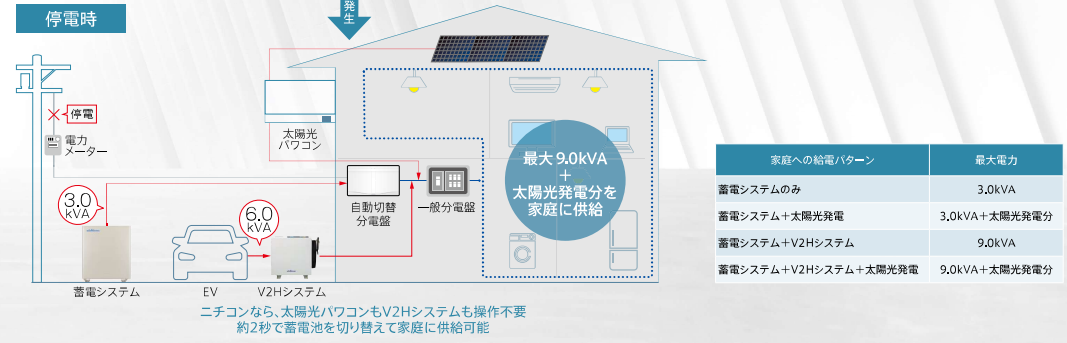 停電時
発
生
停電
電力
メーター
太陽光
パワコン
3.0
kVA
6.0
kVA
自動切替
分電盤
一般分電盤
最大9.0kVA
+
太陽光発電分を
家庭に供給
蓄電システム
EV
V2Hシステム
ニチコンなら、太陽光パワコンもV2Hシステムも操作不要
約2秒で蓄電池を切り替えて家庭に供給可能
家庭への給電パターン 最大電力
蓄電システムのみ 3.0kVA
蓄電システム+太陽光発電 3.0kVA+太陽光発電分
蓄電システム+V2Hシステム 9.0kVA
蓄電システム+V2Hシステム+太陽光発電 9.0kVA+太陽光発電分